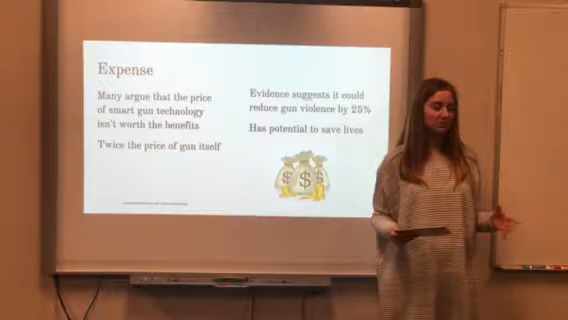 Expense
Many argue that the price
of smart gun technology
isn't worth the benefits
Twice the price of gun itself
Evidence suggests it could
reduce gun violence by 25%
Has potential to save lives
$ $ $